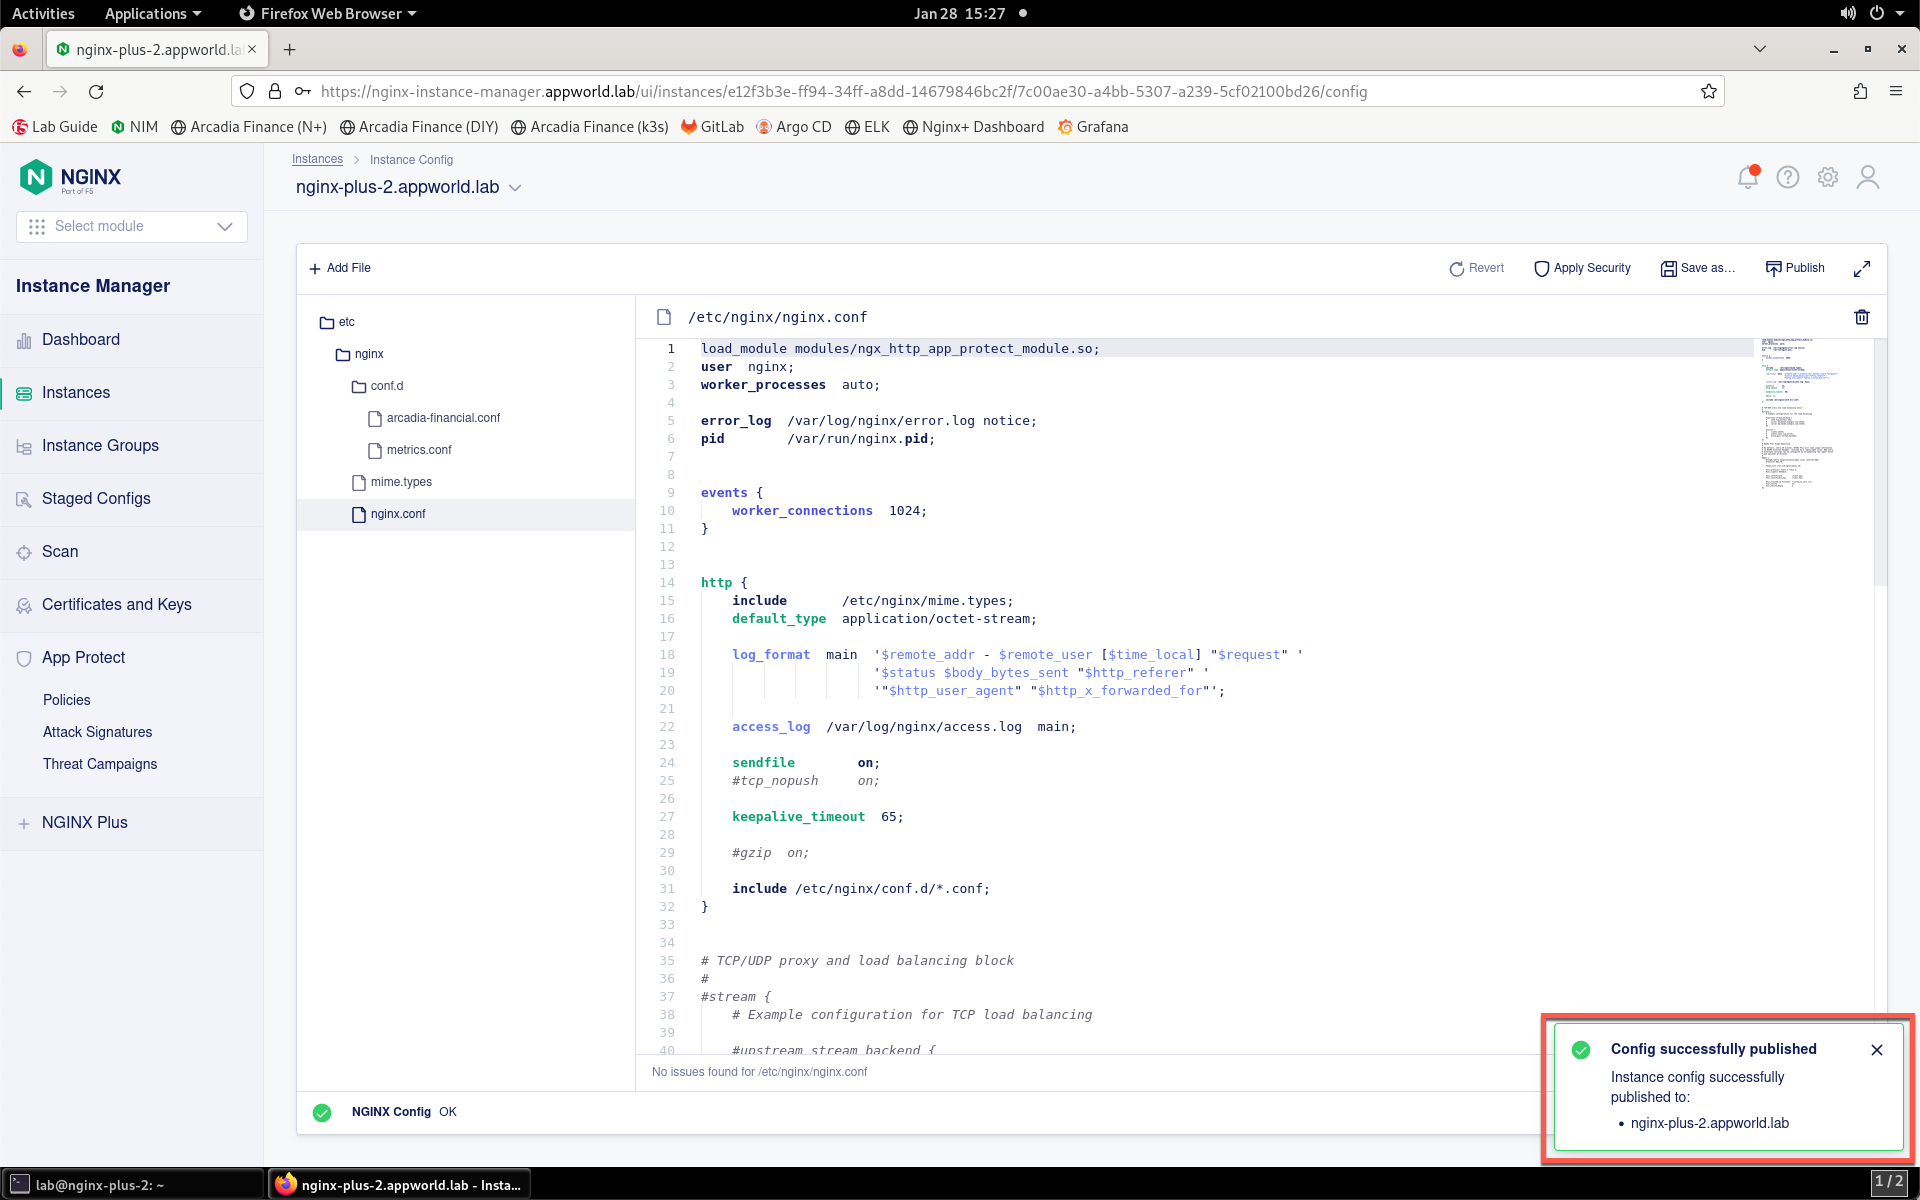 Activities Applications Firefox Web Browser Jan 28 15:27
nginx-plus-2.appworld.la
https://nginx-instance-manager.appworld.lab/ui/instances/e12f3b3e-ff94-34ff-a8dd-14679846bc2f/7c00ae30-a4bb-5307-a239-5cf02100bd26/config
Lab Guide NIM Arcadia Finance (N+) Arcadia Finance (DIY) Arcadia Finance (k3s) GitLab Argo CD ELK Nginx+ Dashboard Grafana
NGINX
Part of F5
Select module
Instance Manager
Dashboard
Instances
Instance Groups
Staged Configs
Scan
Certificates and Keys
App Protect
Policies
Attack Signatures
Threat Campaigns
NGINX Plus
Instances > Instance Config
nginx-plus-2.appworld.lab
Add File Revert Apply Security Save as... Publish
etc
nginx
conf.d
arcadia-financial.conf
metrics.conf
mime.types
nginx.conf
/etc/nginx/nginx.conf
1 load_module modules/ngx_http_app_protect_module.so;
2 user  nginx;
3 worker_processes  auto;
4
5 error_log  /var/log/nginx/error.log notice;
6 pid        /var/run/nginx.pid;
7
8
9 events {
10     worker_connections  1024;
11 }
12
13
14 http {
15     include       /etc/nginx/mime.types;
16     default_type  application/octet-stream;
17
18     log_format  main  '$remote_addr - $remote_user [$time_local] "$request" '
19                       '$status $body_bytes_sent "$http_referer" '
20                       '"$http_user_agent" "$http_x_forwarded_for"';
21
22     access_log  /var/log/nginx/access.log  main;
23
24     sendfile        on;
25     #tcp_nopush     on;
26
27     keepalive_timeout  65;
28
29     #gzip  on;
30
31     include /etc/nginx/conf.d/*.conf;
32 }
33
34
35 # TCP/UDP proxy and load balancing block
36 #
37 #stream {
38     # Example configuration for TCP load balancing
39
40     #upstream stream_backend {
No issues found for /etc/nginx/nginx.conf
NGINX Config OK
Config successfully published
Instance config successfully
published to:
• nginx-plus-2.appworld.lab
lab@nginx-plus-2: ~ nginx-plus-2.appworld.lab - Insta... 1 / 2